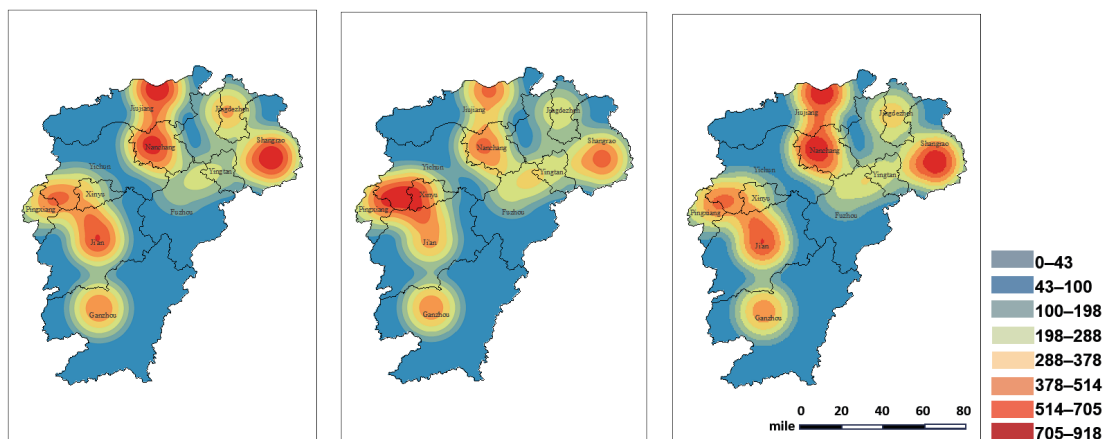 Jiujiang
Jingdezhen
Nanchang
Shangrao
Yichun
Yingtan
Pingxiang
Xinyu
Fuzhou
Ji'an
Ganzhou
Jiujiang
Jingdezhen
Nanchang
Shangrao
Yichun
Yingtan
Pingxiang
Xinyu
Fuzhou
Ji'an
Ganzhou
Jiujiang
Jingdezhen
Nanchang
Shangrao
Yichun
Yingtan
Pingxiang
Xinyu
Fuzhou
Ji'an
Ganzhou
0 20 40 60 80
mile
0–43
43–100
100–198
198–288
288–378
378–514
514–705
705–918